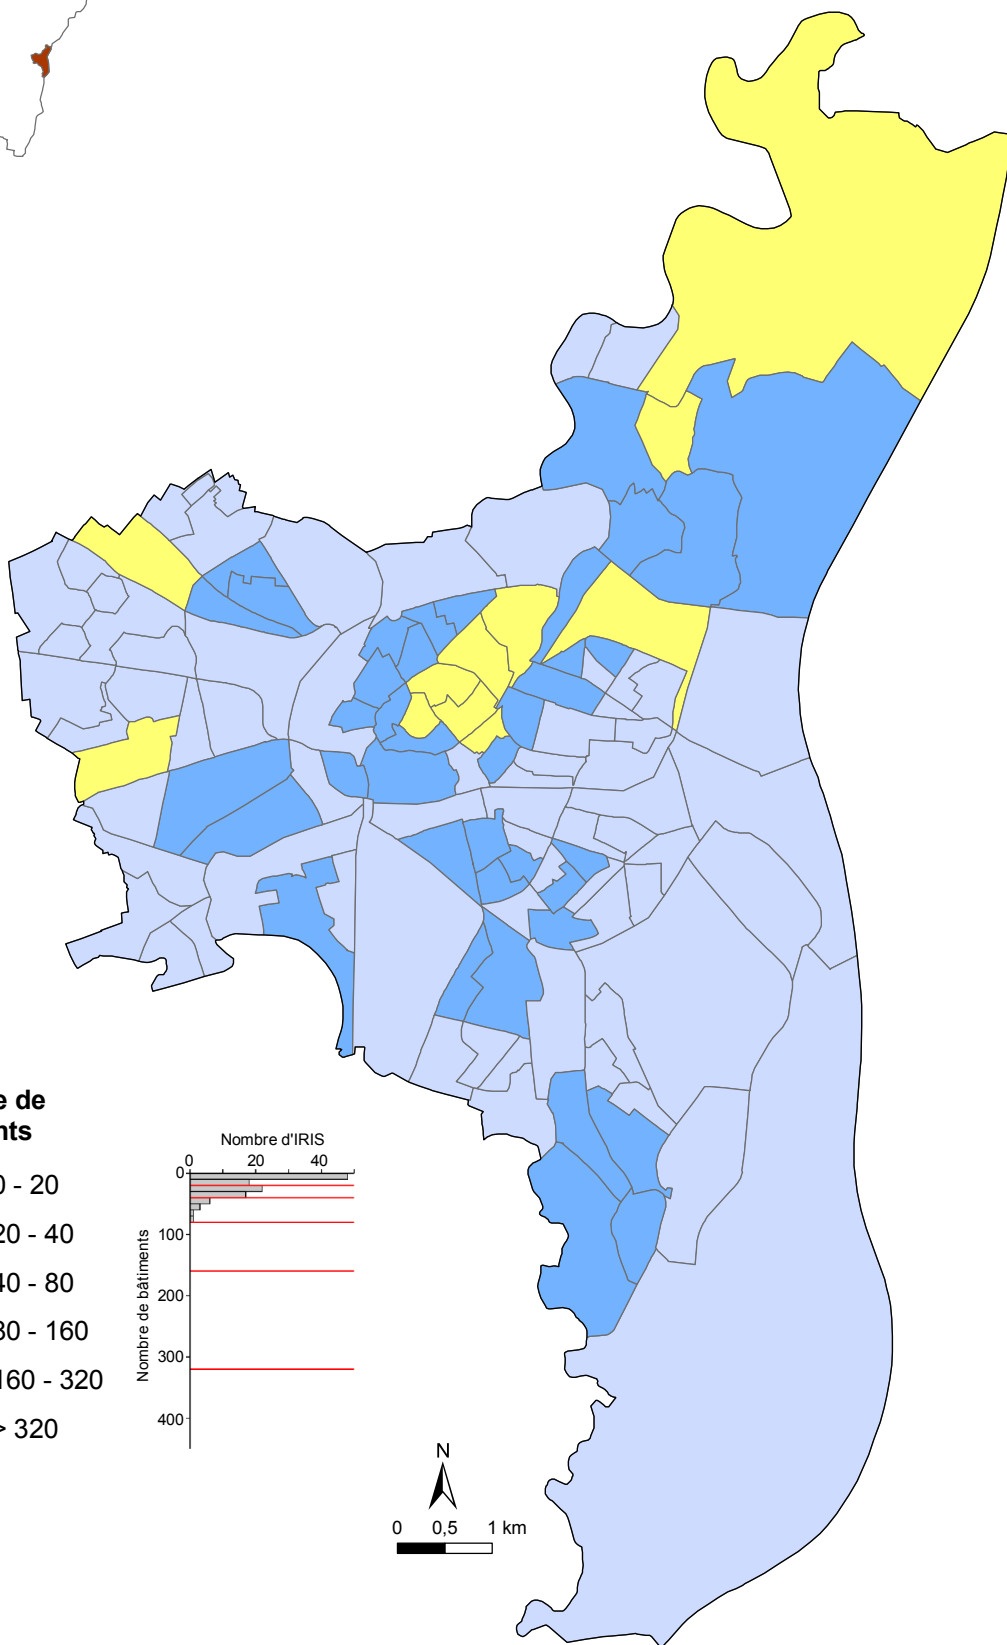 e de
nts
0 - 20
20 - 40
40 - 80
80 - 160
160 - 320
> 320
Nombre d'IRIS
0 20 40
Nombre de bâtiments
0
100
200
300
400
N
0 0,5 1 km